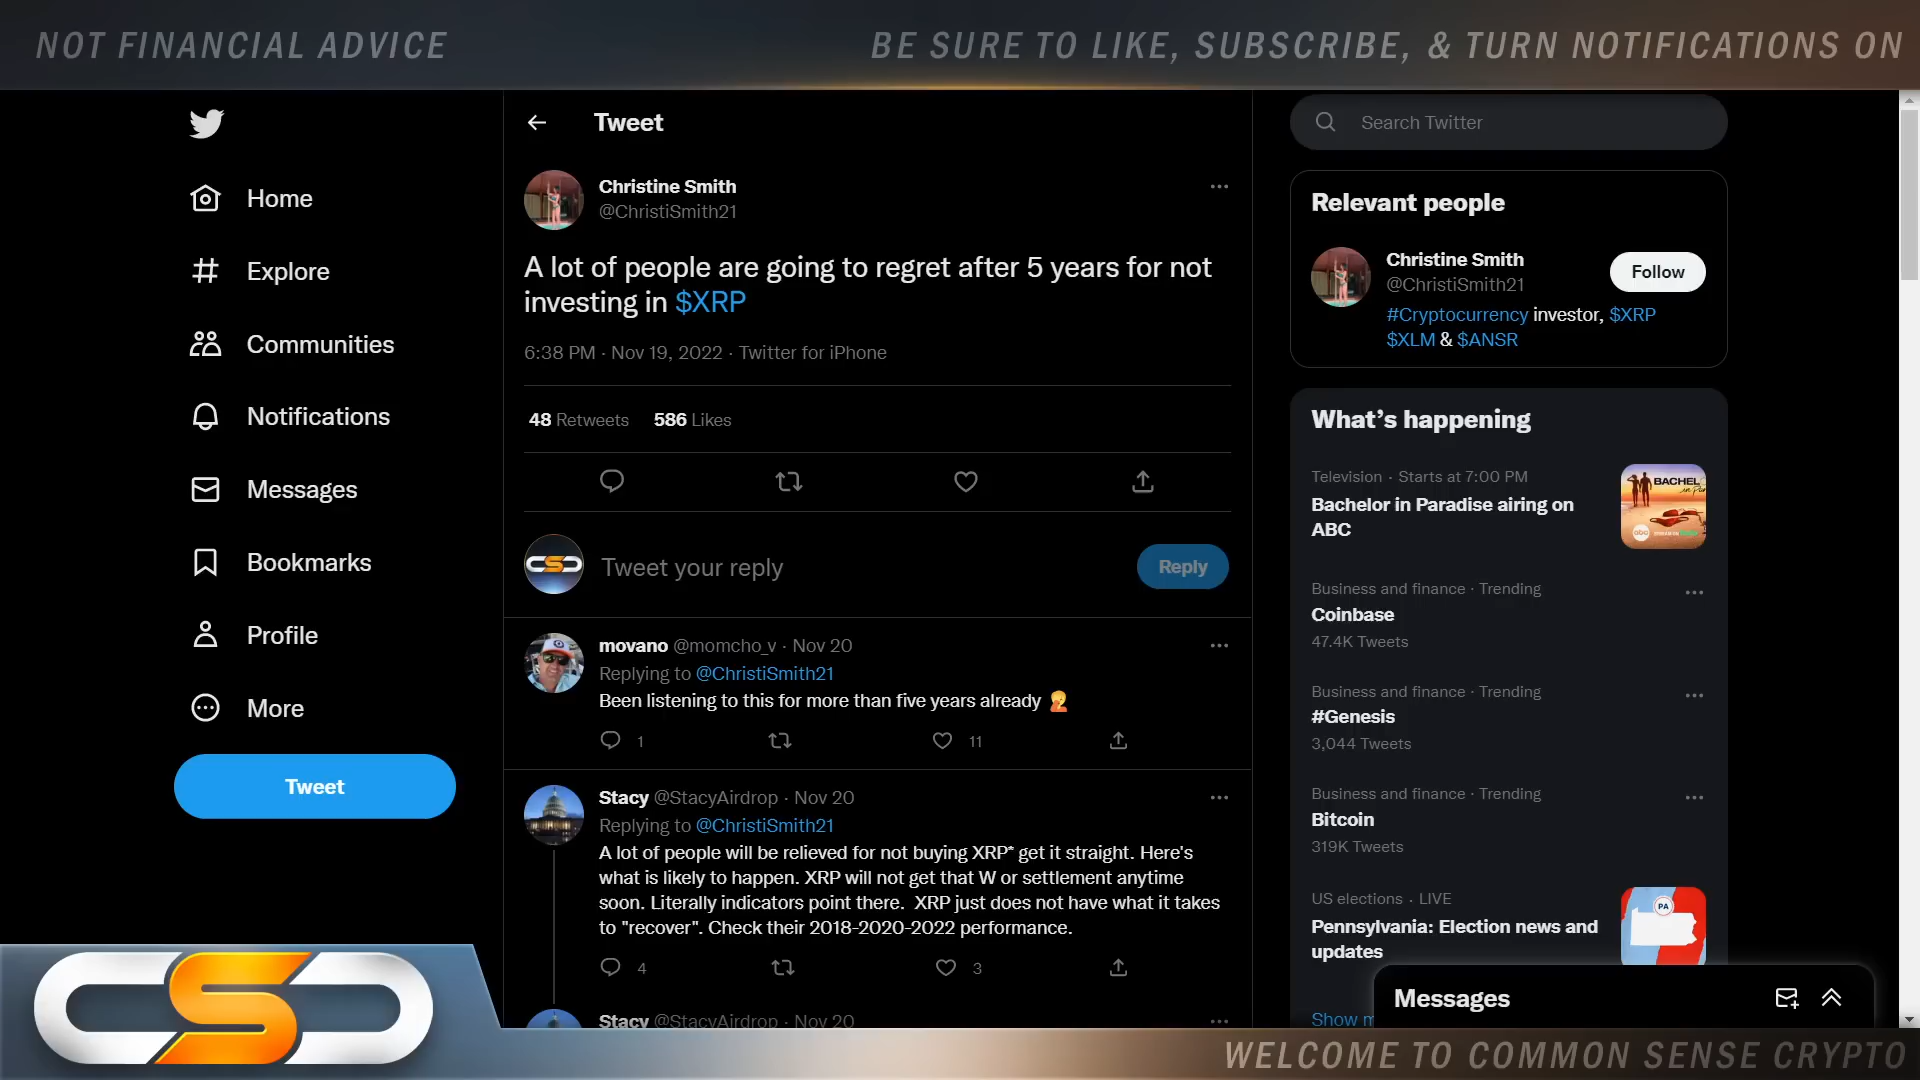 NOT FINANCIAL ADVICE
BE SURE TO LIKE, SUBSCRIBE, & TURN NOTIFICATIONS ON
Home
Explore
Communities
Notifications
Messages
Bookmarks
Profile
More
Tweet
Tweet
Christine Smith
@ChristiSmith21
A lot of people are going to regret after 5 years for not
investing in $XRP
6:38 PM · Nov 19, 2022 · Twitter for iPhone
48 Retweets 586 Likes
Tweet your reply
Reply
movano @momcho_v · Nov 20
Replying to @ChristiSmith21
Been listening to this for more than five years already
1 11
Stacy @StacyAirdrop · Nov 20
Replying to @ChristiSmith21
A lot of people will be relieved for not buying XRP* get it straight. Here's
what is likely to happen. XRP will not get that W or settlement anytime
soon. Literally indicators point there.  XRP just does not have what it takes
to "recover". Check their 2018-2020-2022 performance.
4 3
Stacy @StacyAirdrop · Nov 20
Search Twitter
Relevant people
Christine Smith
@ChristiSmith21
Follow
#Cryptocurrency investor, $XRP
$XLM & $ANSR
What's happening
Television · Starts at 7:00 PM
Bachelor in Paradise airing on
ABC
BACHEL
abc
Business and finance · Trending
Coinbase
47.4K Tweets
Business and finance · Trending
#Genesis
3,044 Tweets
Business and finance · Trending
Bitcoin
319K Tweets
US elections · LIVE
Pennsylvania: Election news and
updates
PA
Show m
Messages
CSC
WELCOME TO COMMON SENSE CRYPTO